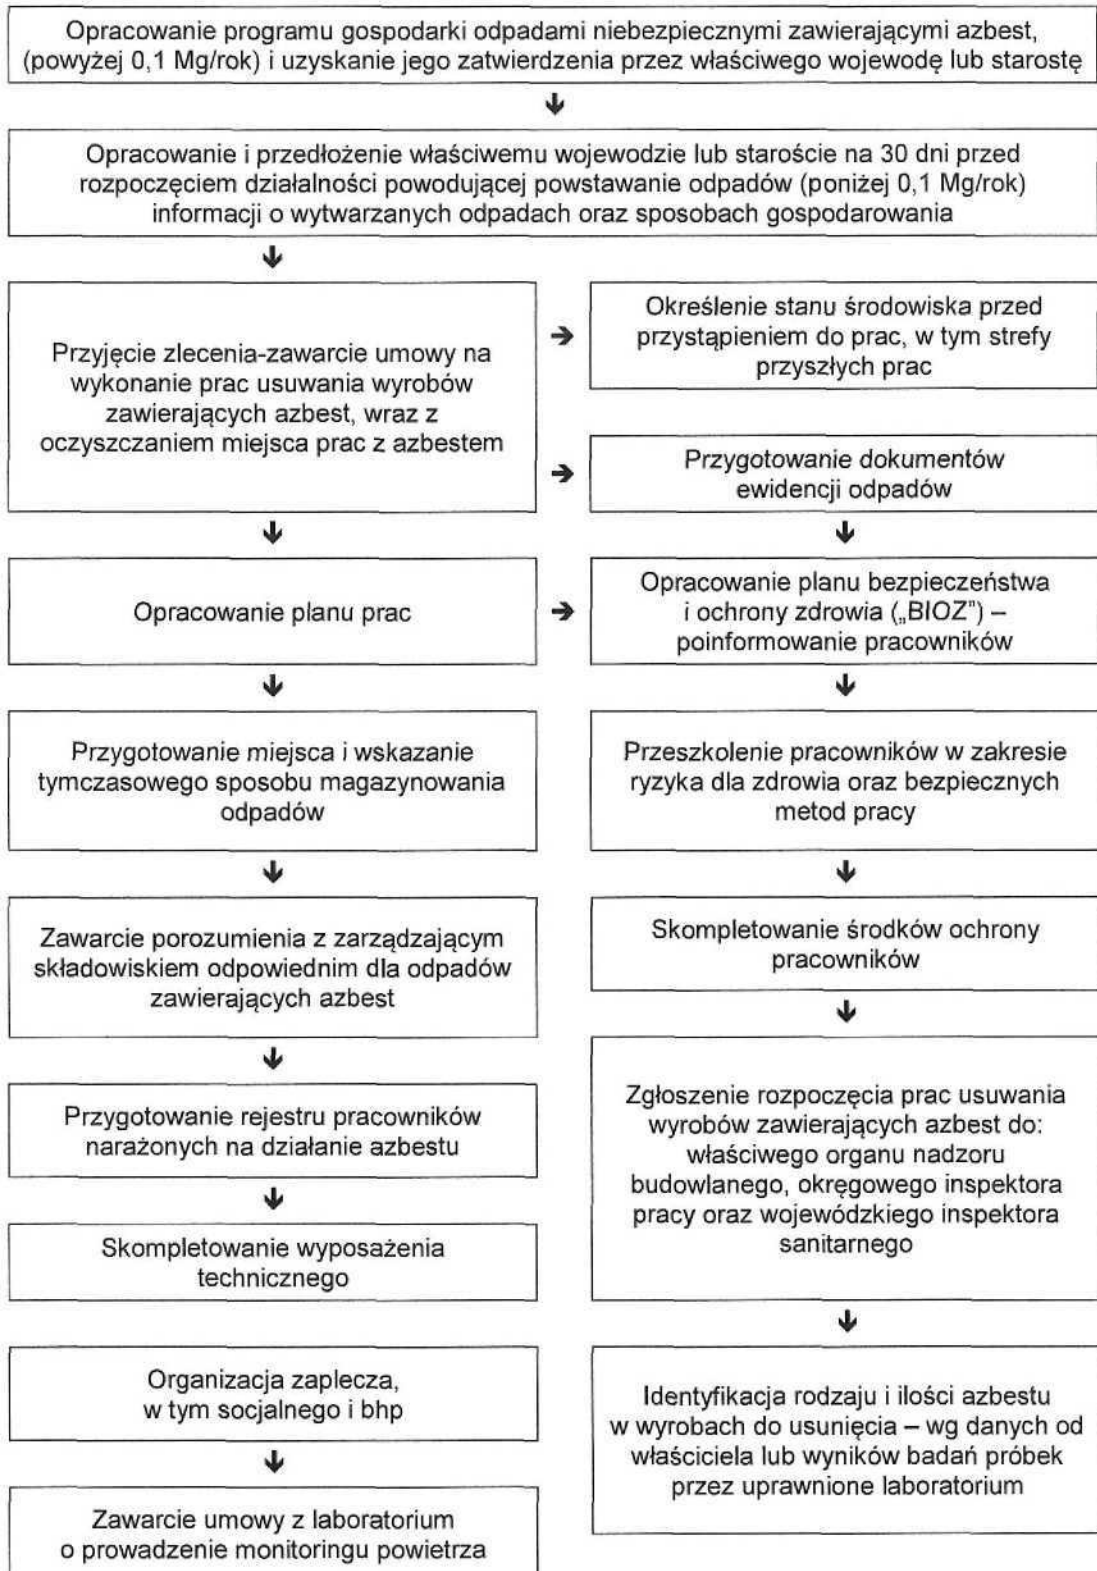 Opracowanie programu gospodarki odpadami niebezpiecznymi zawierającymi azbest,
(powyżej 0,1 Mg/rok) i uzyskanie jego zatwierdzenia przez właściwego wojewodę lub starostę
Opracowanie i przedłożenie właściwemu wojewodzie lub staroście na 30 dni przed
rozpoczęciem działalności powodującej powstawanie odpadów (poniżej 0,1 Mg/rok)
informacji o wytwarzanych odpadach oraz sposobach gospodarowania
Przyjęcie zlecenia-zawarcie umowy na
wykonanie prac usuwania wyrobów
zawierających azbest, wraz z
oczyszczaniem miejsca prac z azbestem
Określenie stanu środowiska przed
przystąpieniem do prac, w tym strefy
przyszłych prac
Przygotowanie dokumentów
ewidencji odpadów
Opracowanie planu prac
Opracowanie planu bezpieczeństwa
i ochrony zdrowia („BIOZ”) –
poinformowanie pracowników
Przygotowanie miejsca i wskazanie
tymczasowego sposobu magazynowania
odpadów
Przeszkolenie pracowników w zakresie
ryzyka dla zdrowia oraz bezpiecznych
metod pracy
Zawarcie porozumienia z zarządzającym
składowiskiem odpowiednim dla odpadów
zawierających azbest
Skompletowanie środków ochrony
pracowników
Przygotowanie rejestru pracowników
narażonych na działanie azbestu
Zgłoszenie rozpoczęcia prac usuwania
wyrobów zawierających azbest do:
właściwego organu nadzoru
budowlanego, okręgowego inspektora
pracy oraz wojewódzkiego inspektora
sanitarnego
Skompletowanie wyposażenia
technicznego
Organizacja zaplecza,
w tym socjalnego i bhp
Identyfikacja rodzaju i ilości azbestu
w wyrobach do usunięcia – wg danych od
właściciela lub wyników badań próbek
przez uprawnione laboratorium
Zawarcie umowy z laboratorium
o prowadzenie monitoringu powietrza